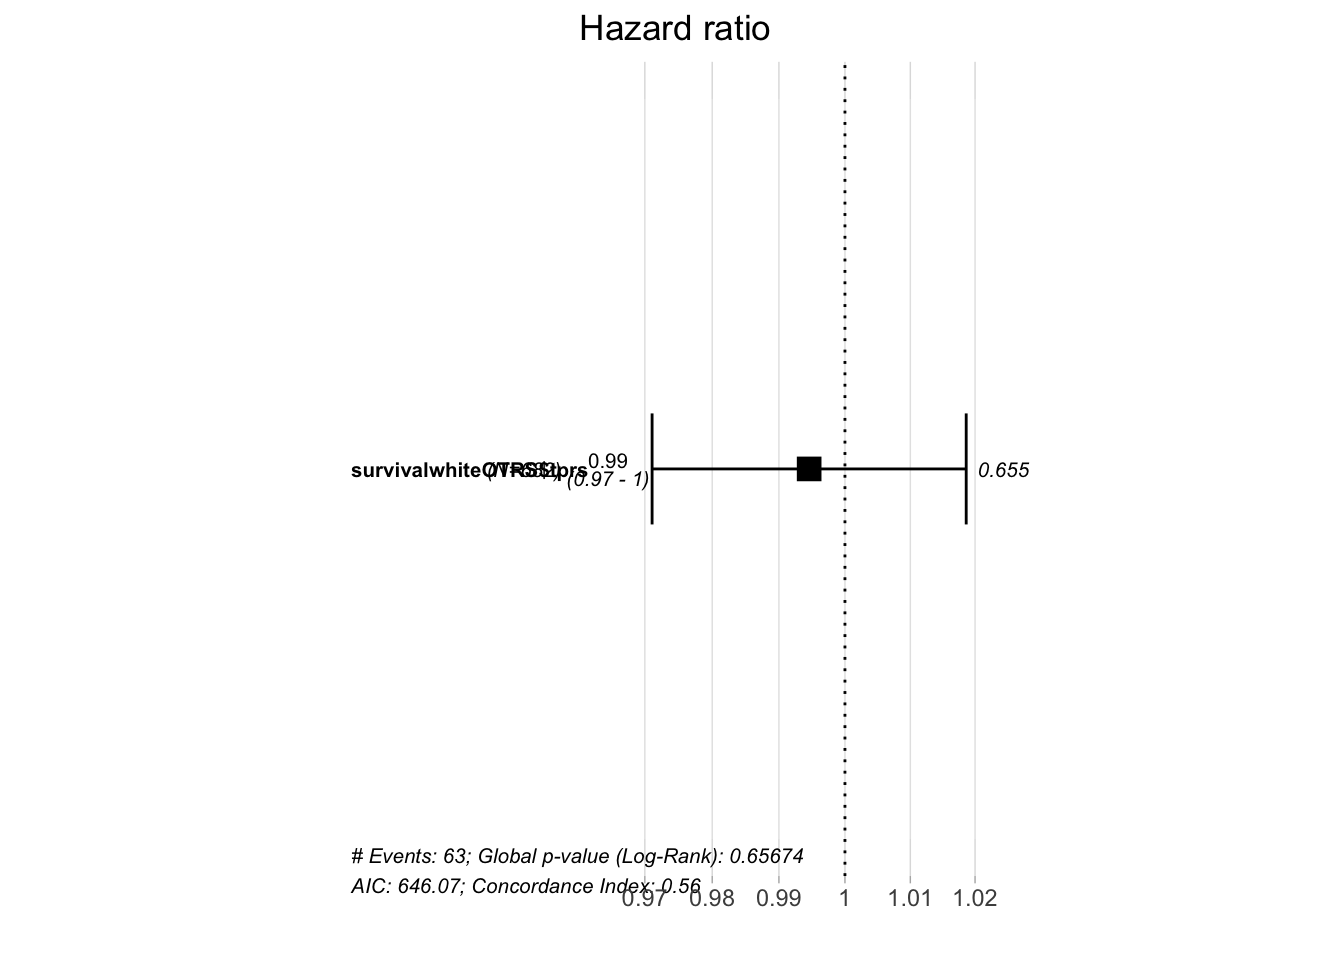 Hazard ratio
0.99
(0.97 - 1)
0.655
# Events: 63; Global p-value (Log-Rank): 0.65674
AIC: 646.07; Concordance Index: 0.56
0.97 0.98 0.99 1 1.01 1.02